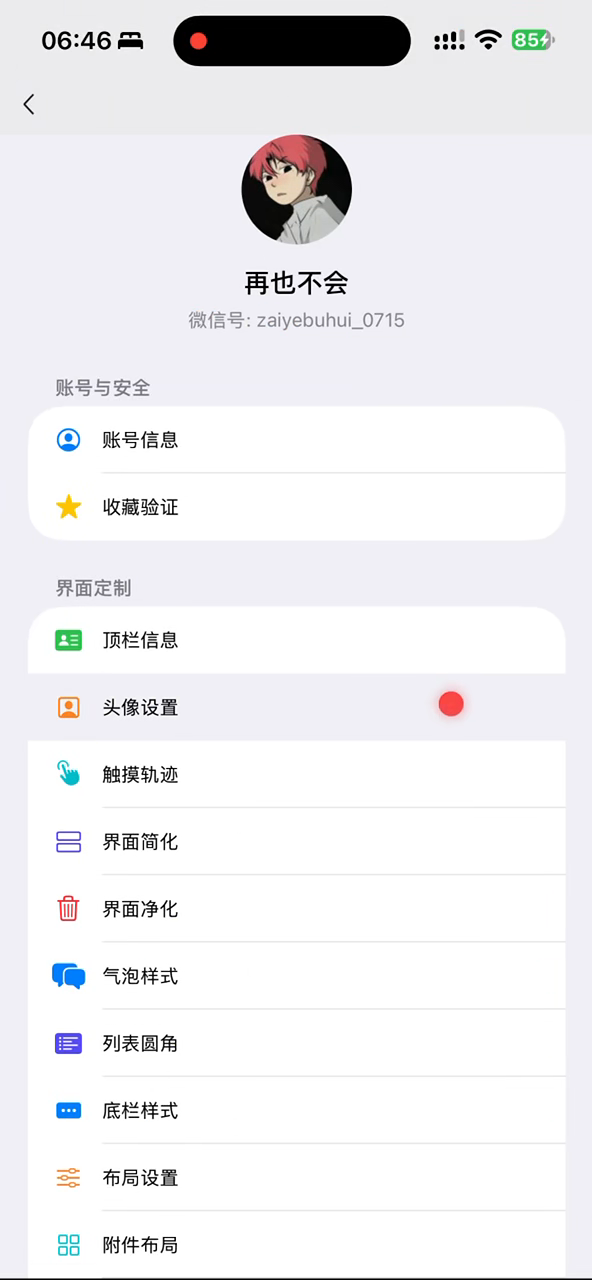 06:46
85
再也不会
微信号: zaiyebuhui_0715
账号与安全
账号信息
收藏验证
界面定制
顶栏信息
头像设置
触摸轨迹
界面简化
界面净化
气泡样式
列表圆角
底栏样式
布局设置
附件布局